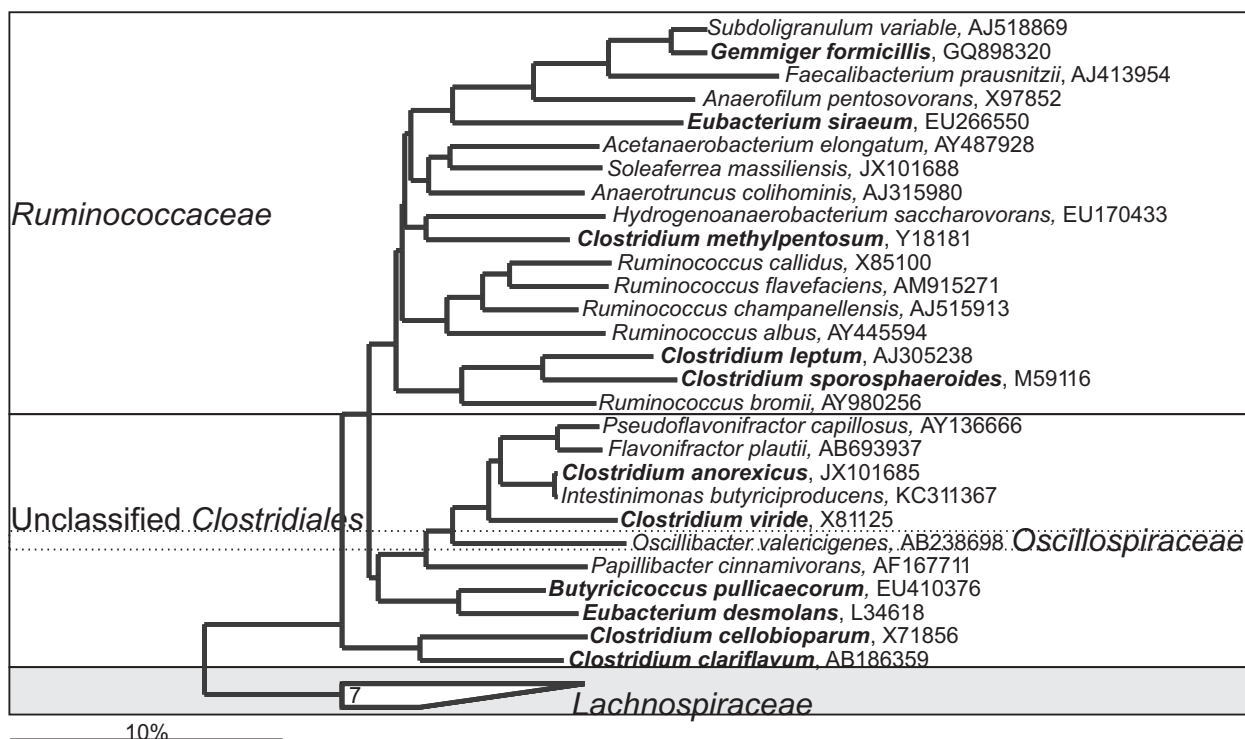 Subdoligranulum variable, AJ518869
Gemmiger formicillis, GQ898320
Faecalibacterium prausnitzii, AJ413954
Anaerofilum pentosovorans, X97852
Eubacterium siraeum, EU266550
Acetanaerobacterium elongatum, AY487928
Soleaferrea massiliensis, JX101688
Anaerotruncus colihominis, AJ315980
Ruminococcaceae
Hydrogenoanaerobacterium saccharovorans, EU170433
Clostridium methylpentosum, Y18181
Ruminococcus callidus, X85100
Ruminococcus flavefaciens, AM915271
Ruminococcus champanellensis, AJ515913
Ruminococcus albus, AY445594
Clostridium leptum, AJ305238
Clostridium sporosphaeroides, M59116
Ruminococcus bromii, AY980256
Pseudoflavonifractor capillosus, AY136666
Flavonifractor plautii, AB693937
Clostridium anorexicus, JX101685
Intestinimonas butyriciproducens, KC311367
Unclassified Clostridiales
Clostridium viride, X81125
Oscillibacter valericigenes, AB238698 Oscillospiraceae
Papillibacter cinnamivorans, AF167711
Butyricicoccus pullicaecorum, EU410376
Eubacterium desmolans, L34618
Clostridium cellobioparum, X71856
Clostridium clariflavum, AB186359
7
Lachnospiraceae
10%